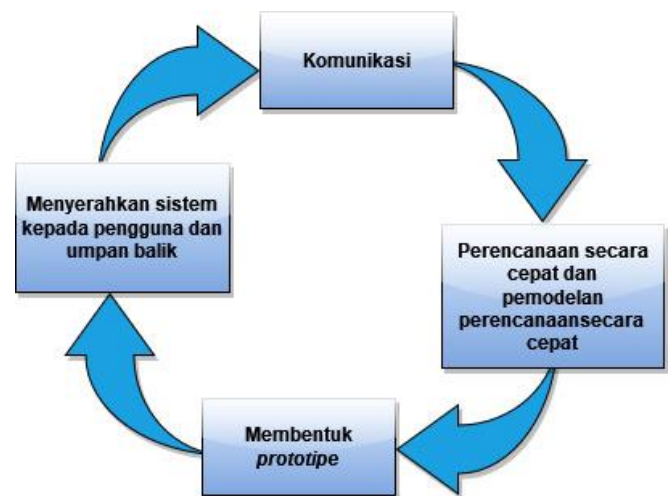 Komunikasi
Perencanaan secara
cepat dan
pemodelan
perencanaansecara
cepat
Membentuk
prototipe
Menyerahkan sistem
kepada pengguna dan
umpan balik